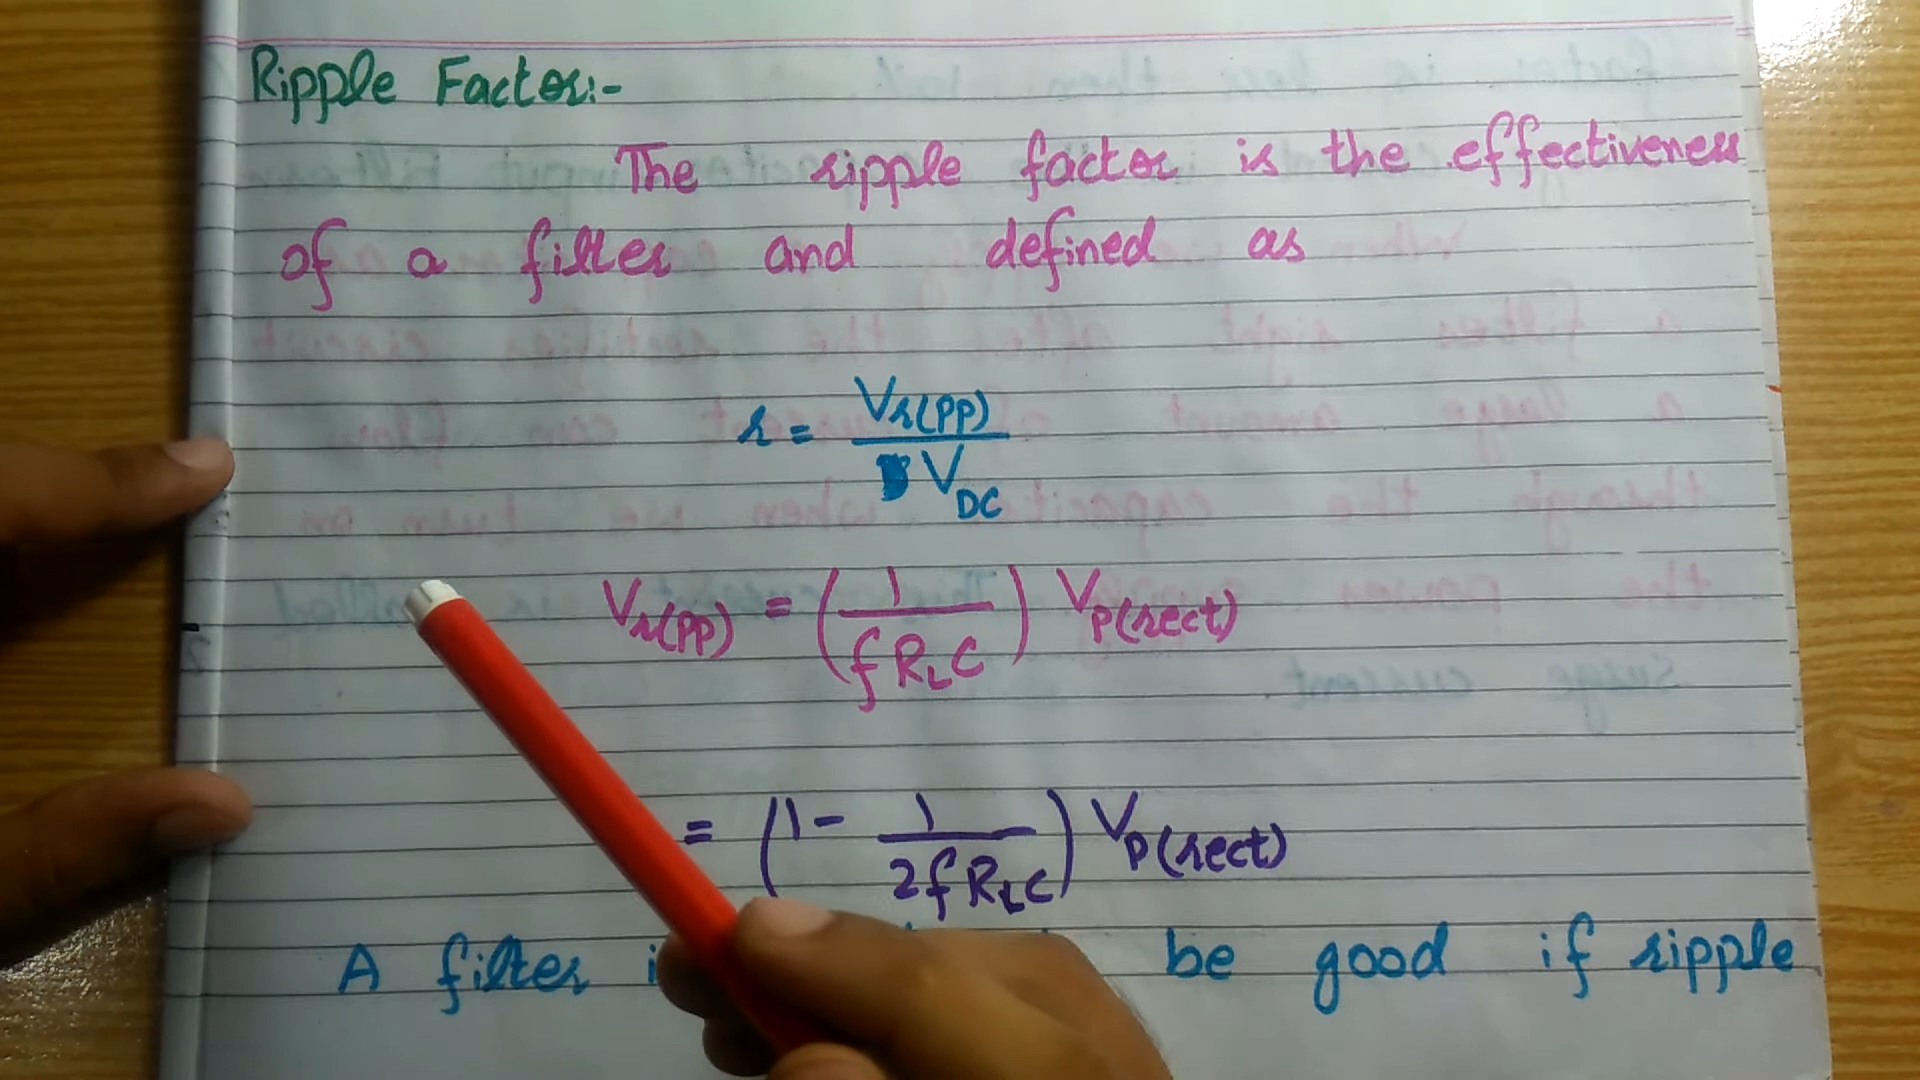 Ripple Factor:-
The ripple factor is the effectiveness
of a filter and defined as
r = Vr(PP) / VDC
Vr(PP) = (1 / fRLC) VP(rect)
= (1 - 1 / 2fRLC) VP(rect)
A filter be good if ripple